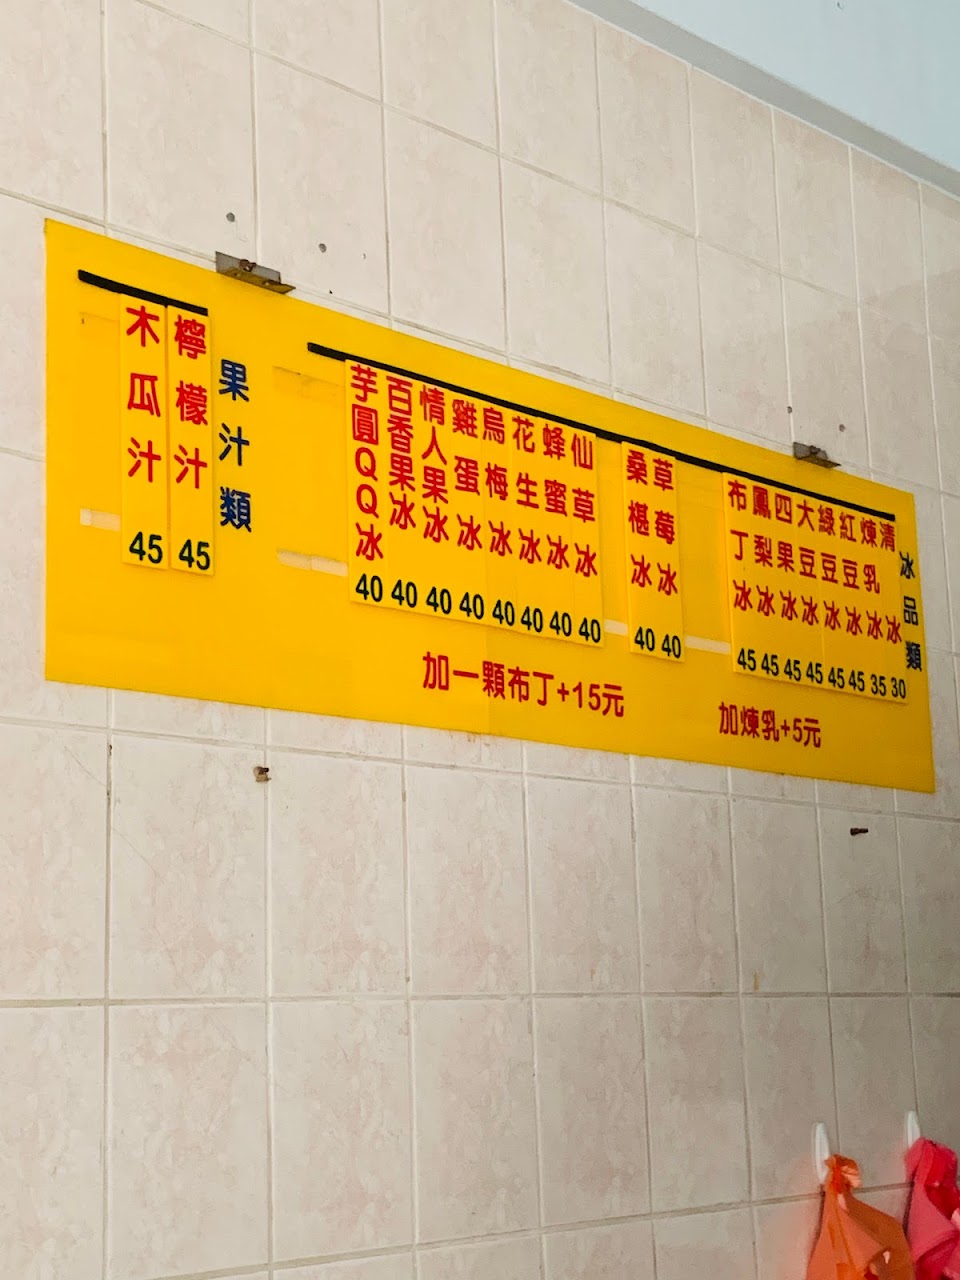 冰品類
清冰 30
煉乳冰 35
紅豆冰 45
綠豆冰 45
大豆冰 45
四果冰 45
鳳梨冰 45
布丁冰 45
草莓冰 40
桑椹冰 40
仙草冰 40
蜂蜜冰 40
花生冰 40
烏梅冰 40
雞蛋冰 40
情人果冰 40
百香果冰 40
芋圓QQ冰 40
加煉乳+5元
加一顆布丁+15元
果汁類
檸檬汁 45
木瓜汁 45